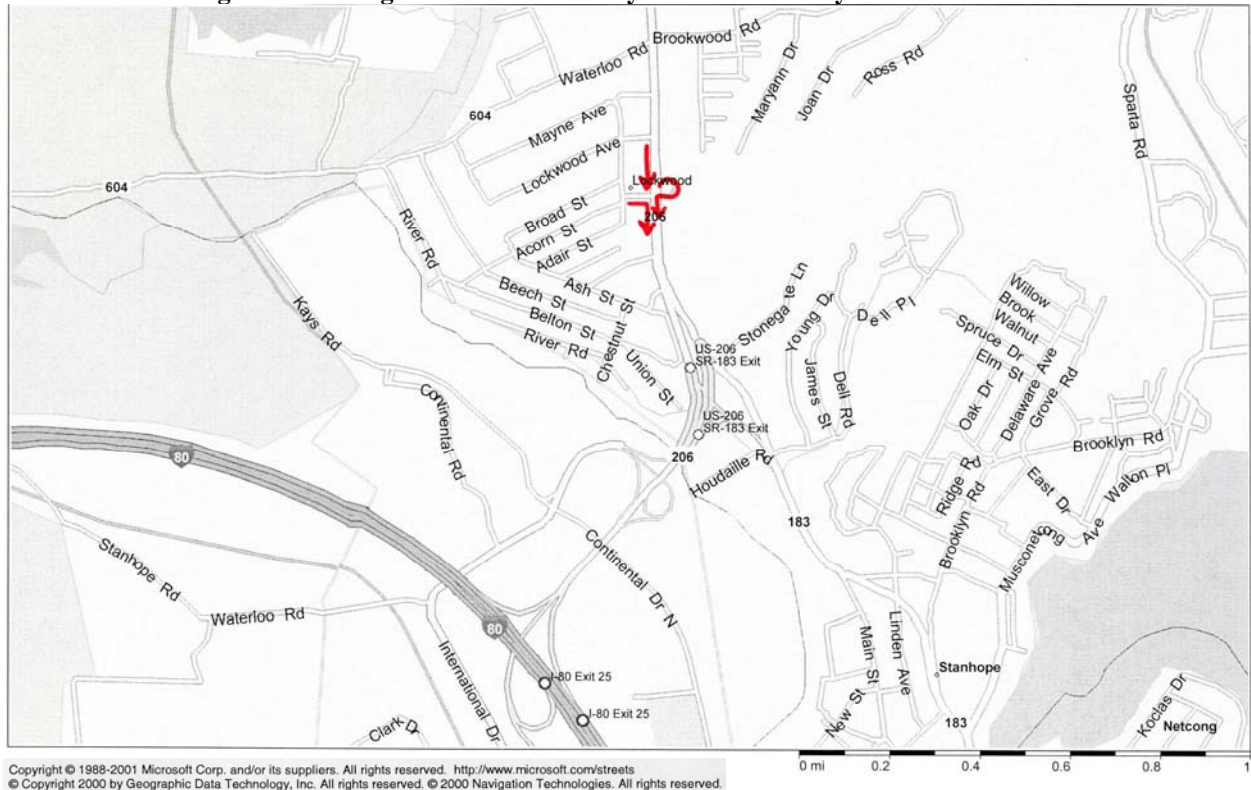 Brookwood Rd
Waterloo Rd
Maryann Dr
Joan Dr
Ross Rd
Sparta Rd
604
Mayne Ave
Lockwood Ave
Lockwood
604
Broad St
206
Acorn St
Adair St
River Rd
Ash St
Beech St
Belton St
River Rd
Chestnut St
Union St
Kays Rd
Stonegate Ln
Young Dr
Dell Pl
James St
Dell Rd
Willow
Brook
Walnut
Spruce Dr
Elm St
Oak Dr
Delaware Ave
Grove Rd
US-206
SR-183 Exit
US-206
SR-183 Exit
Continental Rd
206
Houdaille Rd
Brooklyn Rd
Ridge Rd
East Dr
Wallon Pl
80
183
Brooklyn Rd
Musconetcong Ave
Stanhope Rd
Waterloo Rd
Continental Dr N
80
International Dr
I-80 Exit 25
I-80 Exit 25
Clark Dr
Main St
Linden Ave
New St
Stanhope
183
Koclas Dr
Netcong
0 mi 0.2 0.4 0.6 0.8 1
Copyright © 1988-2001 Microsoft Corp. and/or its suppliers. All rights reserved. http://www.microsoft.com/streets
© Copyright 2000 by Geographic Data Technology, Inc. All rights reserved. © 2000 Navigation Technologies. All rights reserved.